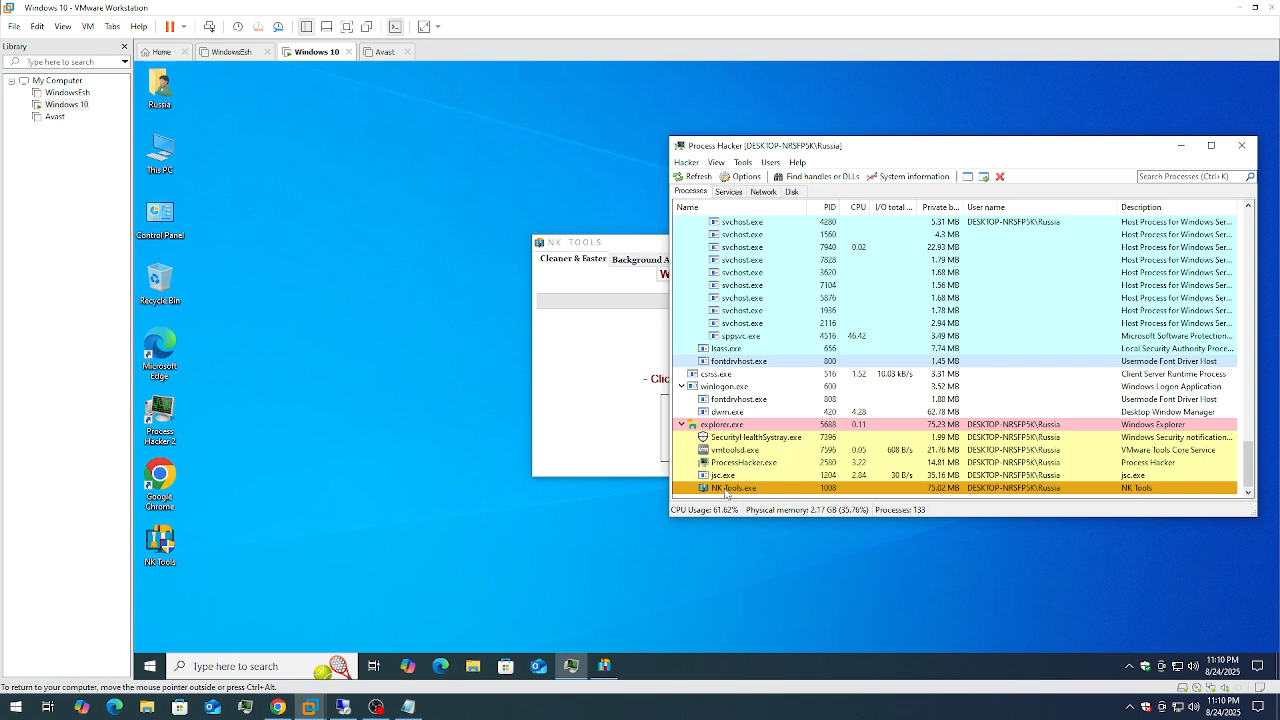 Windows 10 - VMware Workstation
File Edit View VM Tabs Help
Library
Type here to search
My Computer
WindowsEsh
Windows 10
Avast
Home WindowsEsh Windows 10 Avast
Russia
This PC
Control Panel
Recycle Bin
Microsoft
Edge
Process
Hacker 2
Google
Chrome
NK Tools
NK TOOLS
Cleaner & Faster Background A
W
- Clic
Process Hacker [DESKTOP-NRSFP5K\Russia]
Hacker View Tools Users Help
Refresh Options Find handles or DLLs System information Search Processes (Ctrl+K)
Processes Services Network Disk
Name PID CPU I/O total ... Private b... User name Description
svchost.exe 4280 5.31 MB DESKTOP-NRSFP5K\Russia Host Process for Windows Ser...
svchost.exe 1560 4.3 MB Host Process for Windows Ser...
svchost.exe 7940 0.02 22.93 MB Host Process for Windows Ser...
svchost.exe 7828 1.79 MB Host Process for Windows Ser...
svchost.exe 3620 1.68 MB Host Process for Windows Ser...
svchost.exe 7104 1.56 MB Host Process for Windows Ser...
svchost.exe 5876 1.68 MB Host Process for Windows Ser...
svchost.exe 1936 1.78 MB Host Process for Windows Ser...
svchost.exe 2116 2.94 MB Host Process for Windows Ser...
sppsvc.exe 4516 46.42 3.49 MB Microsoft Software Protection...
lsass.exe 656 7.74 MB Local Security Authority Proce...
fontdrvhost.exe 800 1.45 MB Usermode Font Driver Host
csrss.exe 516 1.52 10.03 kB/s 3.31 MB Client Server Runtime Process
winlogon.exe 600 3.52 MB Windows Logon Application
fontdrvhost.exe 808 1.88 MB Usermode Font Driver Host
dwm.exe 420 4.28 62.78 MB Desktop Window Manager
explorer.exe 5688 0.11 75.23 MB DESKTOP-NRSFP5K\Russia Windows Explorer
SecurityHealthSystray.exe 7396 1.99 MB DESKTOP-NRSFP5K\Russia Windows Security notification...
vmtoolsd.exe 7596 0.05 608 B/s 21.76 MB DESKTOP-NRSFP5K\Russia VMware Tools Core Service
ProcessHacker.exe 2580 3.22 14.81 MB DESKTOP-NRSFP5K\Russia Process Hacker
jsc.exe 1204 2.84 30 B/s 35.16 MB DESKTOP-NRSFP5K\Russia jsc.exe
NK Tools.exe 1008 75.02 MB DESKTOP-NRSFP5K\Russia NK Tools
CPU Usage: 61.62% Physical memory: 2.17 GB (35.76%) Processes: 133
Type here to search
11:10 PM
8/24/2025
To return to your computer, move the mouse pointer outside or press Ctrl+Alt.
11:10 PM
8/24/2025